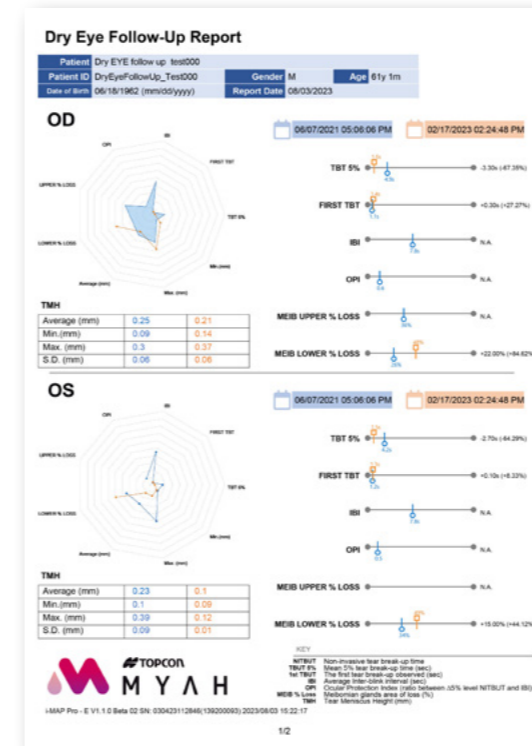 Dry Eye Follow-Up Report
Patient Dry EYE follow up test000
Patient ID DryEyeFollowUp_Test000 Gender M Age 61y 1m
Date of Birth 06/18/1962 (mm/dd/yyyy) Report Date 08/03/2023
OD
06/07/2021 05:06:06 PM 02/17/2023 02:24:48 PM
IBI
OPI
FIRST TBT
UPPER % LOSS
TBT 5%
LOWER % LOSS
Min.(mm)
Average (mm)
Max. (mm)
TBT 5% -3.30s (-67.35%)
FIRST TBT +0.30s (+27.27%)
IBI N.A.
OPI N.A.
MEIB UPPER % LOSS N.A.
MEIB LOWER % LOSS +22.00% (+84.62%)
TMH
Average (mm) 0.25 0.21
Min.(mm) 0.09 0.14
Max. (mm) 0.3 0.37
S.D. (mm) 0.06 0.06
OS
06/07/2021 05:06:06 PM 02/17/2023 02:24:48 PM
IBI
OPI
FIRST TBT
UPPER % LOSS
TBT 5%
LOWER % LOSS
Min.(mm)
Average (mm)
Max. (mm)
TBT 5% -2.70s (-64.29%)
FIRST TBT +0.10s (+8.33%)
IBI N.A.
OPI N.A.
MEIB UPPER % LOSS N.A.
MEIB LOWER % LOSS +15.00% (+44.12%)
TMH
Average (mm) 0.23 0.1
Min.(mm) 0.1 0.09
Max. (mm) 0.39 0.12
S.D. (mm) 0.09 0.01
KEY
NITBUT Non-invasive tear break-up time
TBUT 5% Mean 5% tear break-up time (sec)
1st TBUT The first tear break-up observed (sec)
IBI Average Inter-blink interval (sec)
OPI Ocular Protection Index (ratio between Δ5% level NITBUT and IBI)
MEIB % Loss Meibomian glands area of loss (%)
TMH Tear Meniscus Height (mm)
TOPCON
MYAH
i-MAP Pro - E V1.1.0 Beta 02 SN: 030423112846(139200093) 2023/08/03 15:22:17
1/2